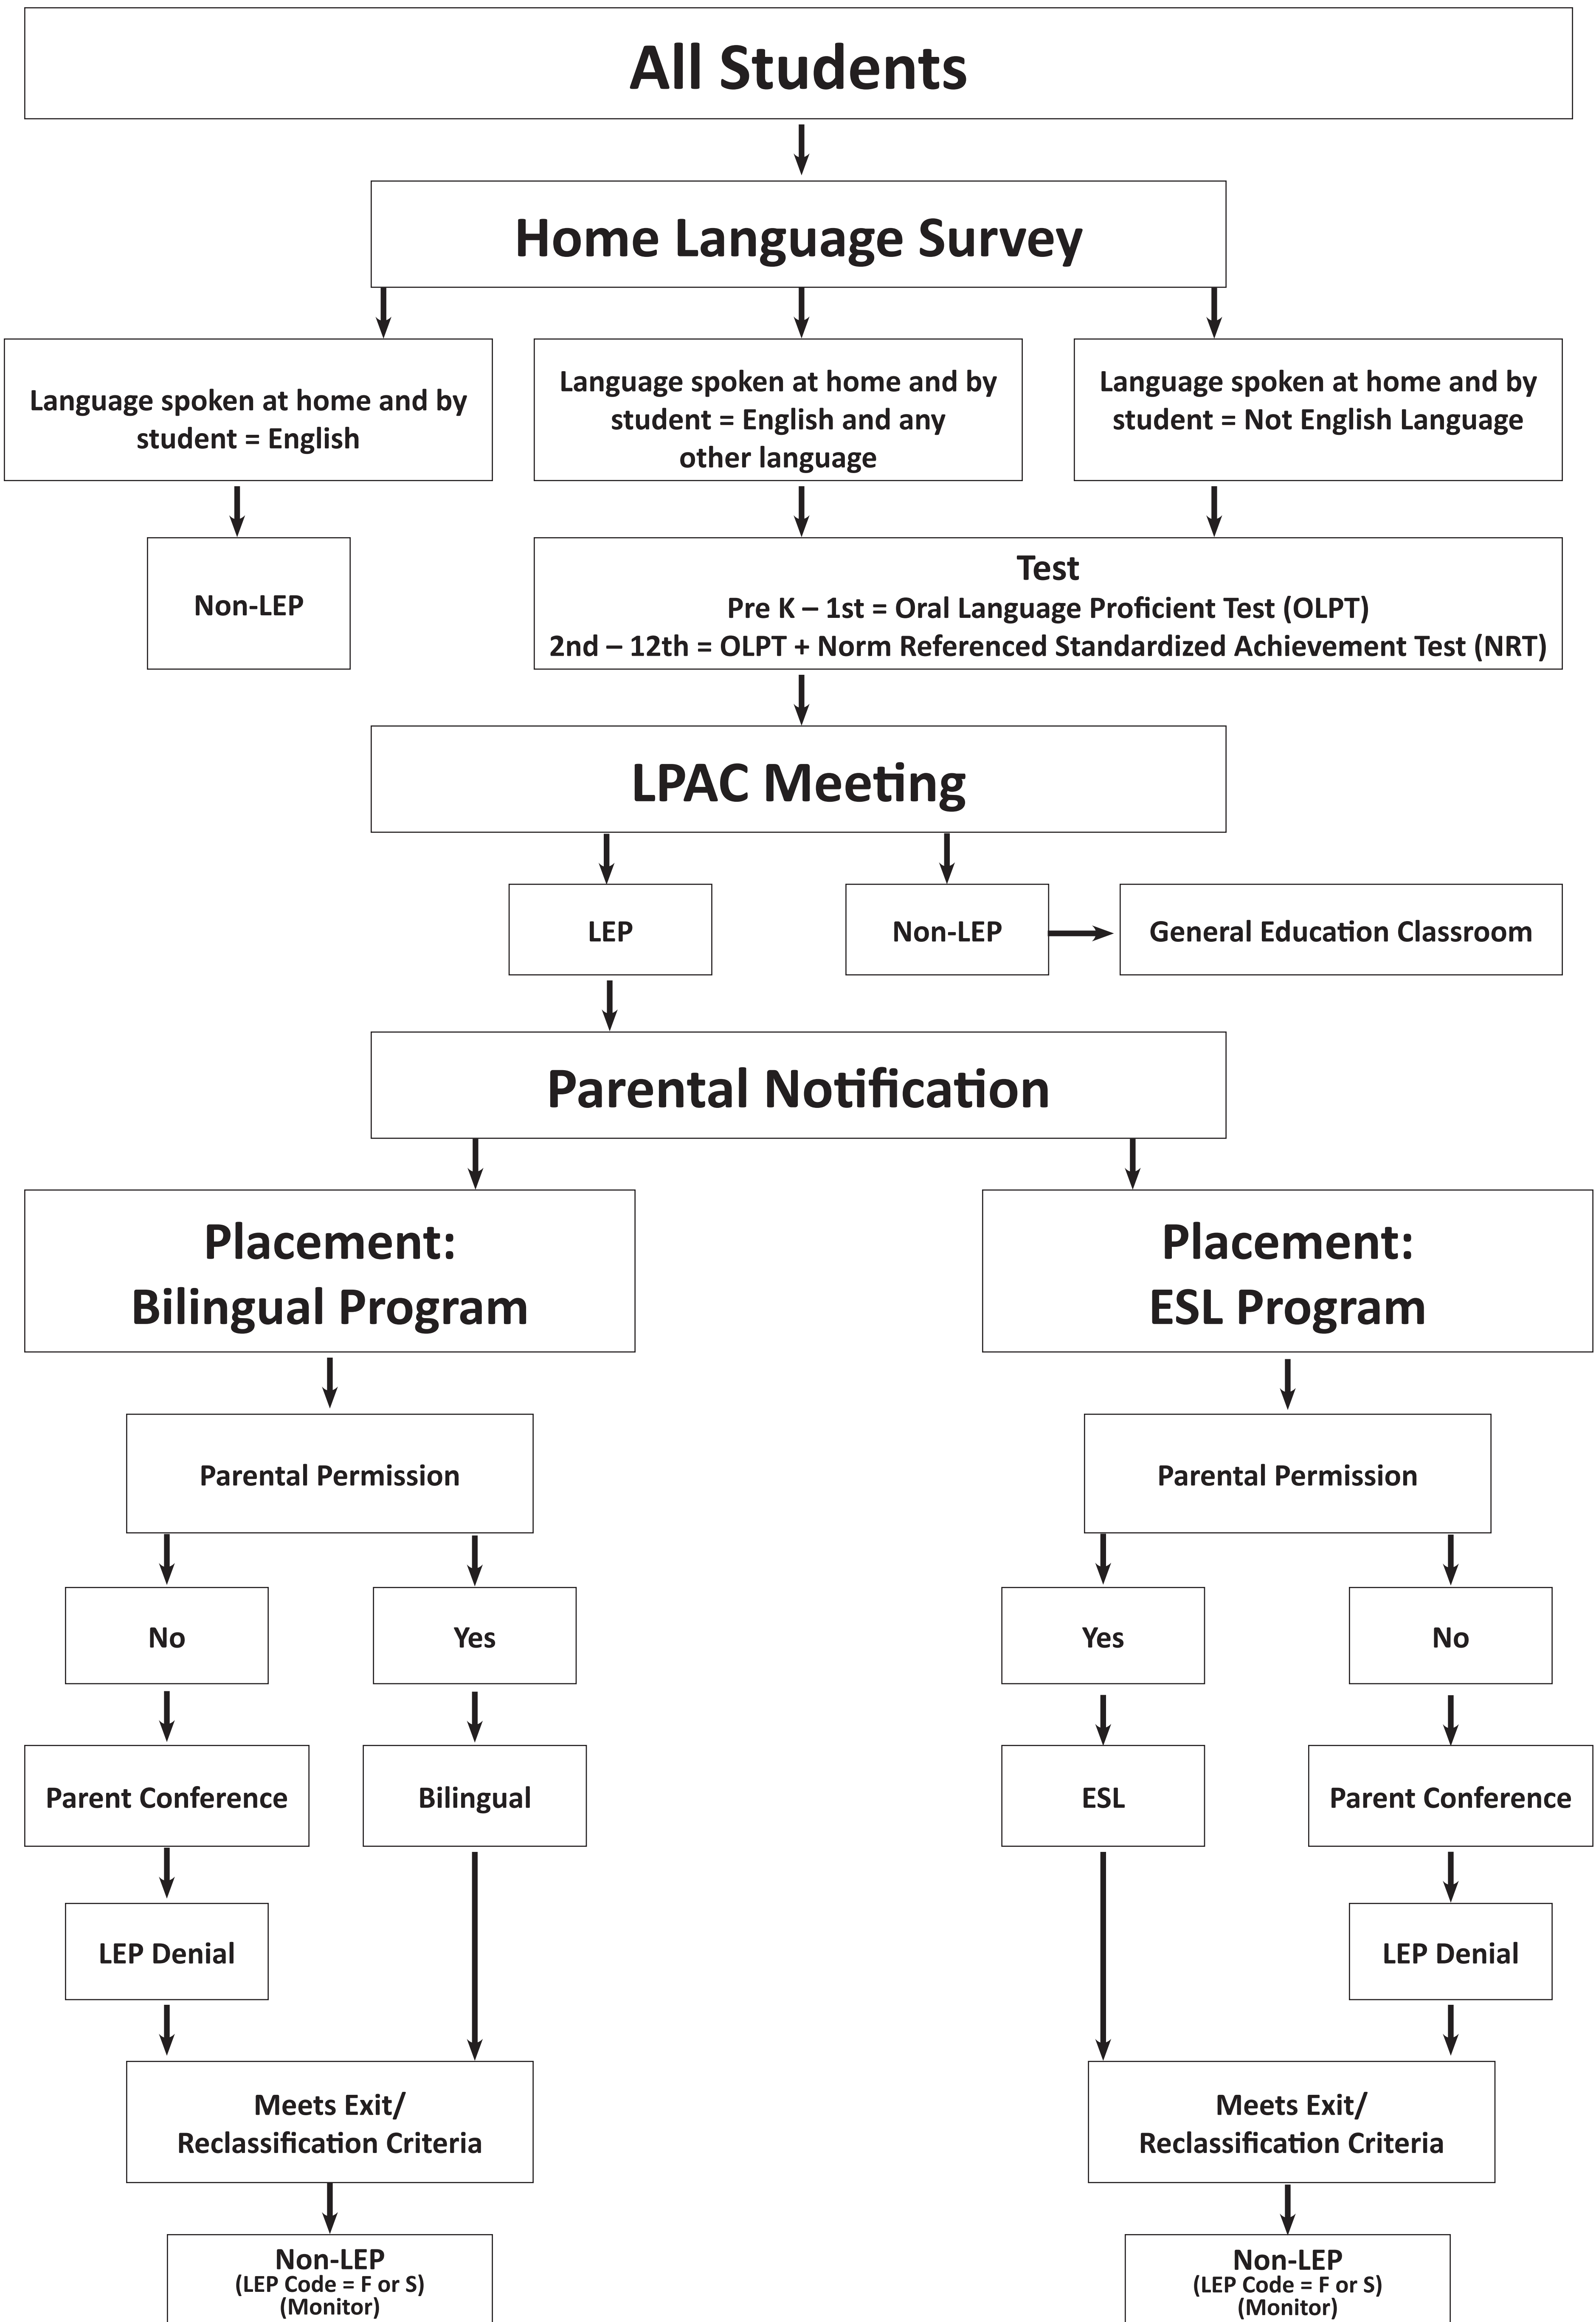 All Students
Home Language Survey
Language spoken at home and by
student = English
Language spoken at home and by
student = English and any
other language
Language spoken at home and by
student = Not English Language
Non-LEP
Test
Pre K – 1st = Oral Language Proficient Test (OLPT)
2nd – 12th = OLPT + Norm Referenced Standardized Achievement Test (NRT)
LPAC Meeting
LEP
Non-LEP
General Education Classroom
Parental Notification
Placement:
Bilingual Program
Placement:
ESL Program
Parental Permission
Parental Permission
No
Yes
Yes
No
Parent Conference
Bilingual
ESL
Parent Conference
LEP Denial
LEP Denial
Meets Exit/
Reclassification Criteria
Meets Exit/
Reclassification Criteria
Non-LEP
(LEP Code = F or S)
(Monitor)
Non-LEP
(LEP Code = F or S)
(Monitor)